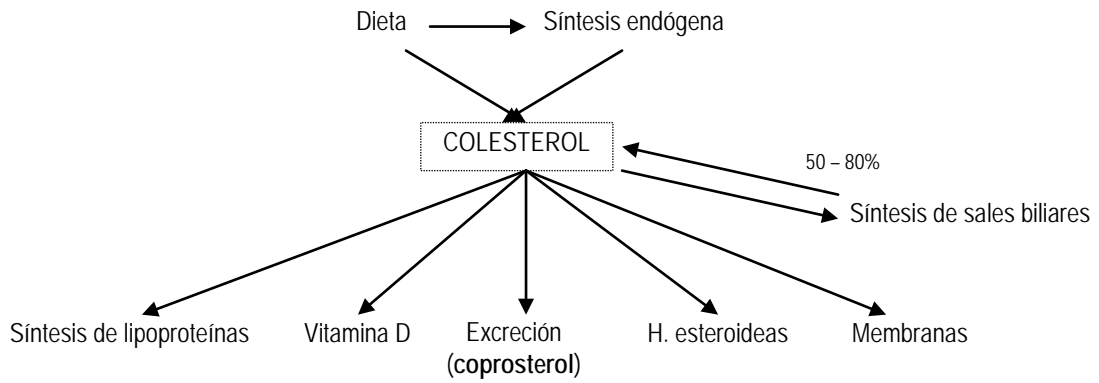 Dieta
Síntesis endógena
COLESTEROL
50 – 80%
Síntesis de sales biliares
Síntesis de lipoproteínas
Vitamina D
Excreción
(coprosterol)
H. esteroideas
Membranas